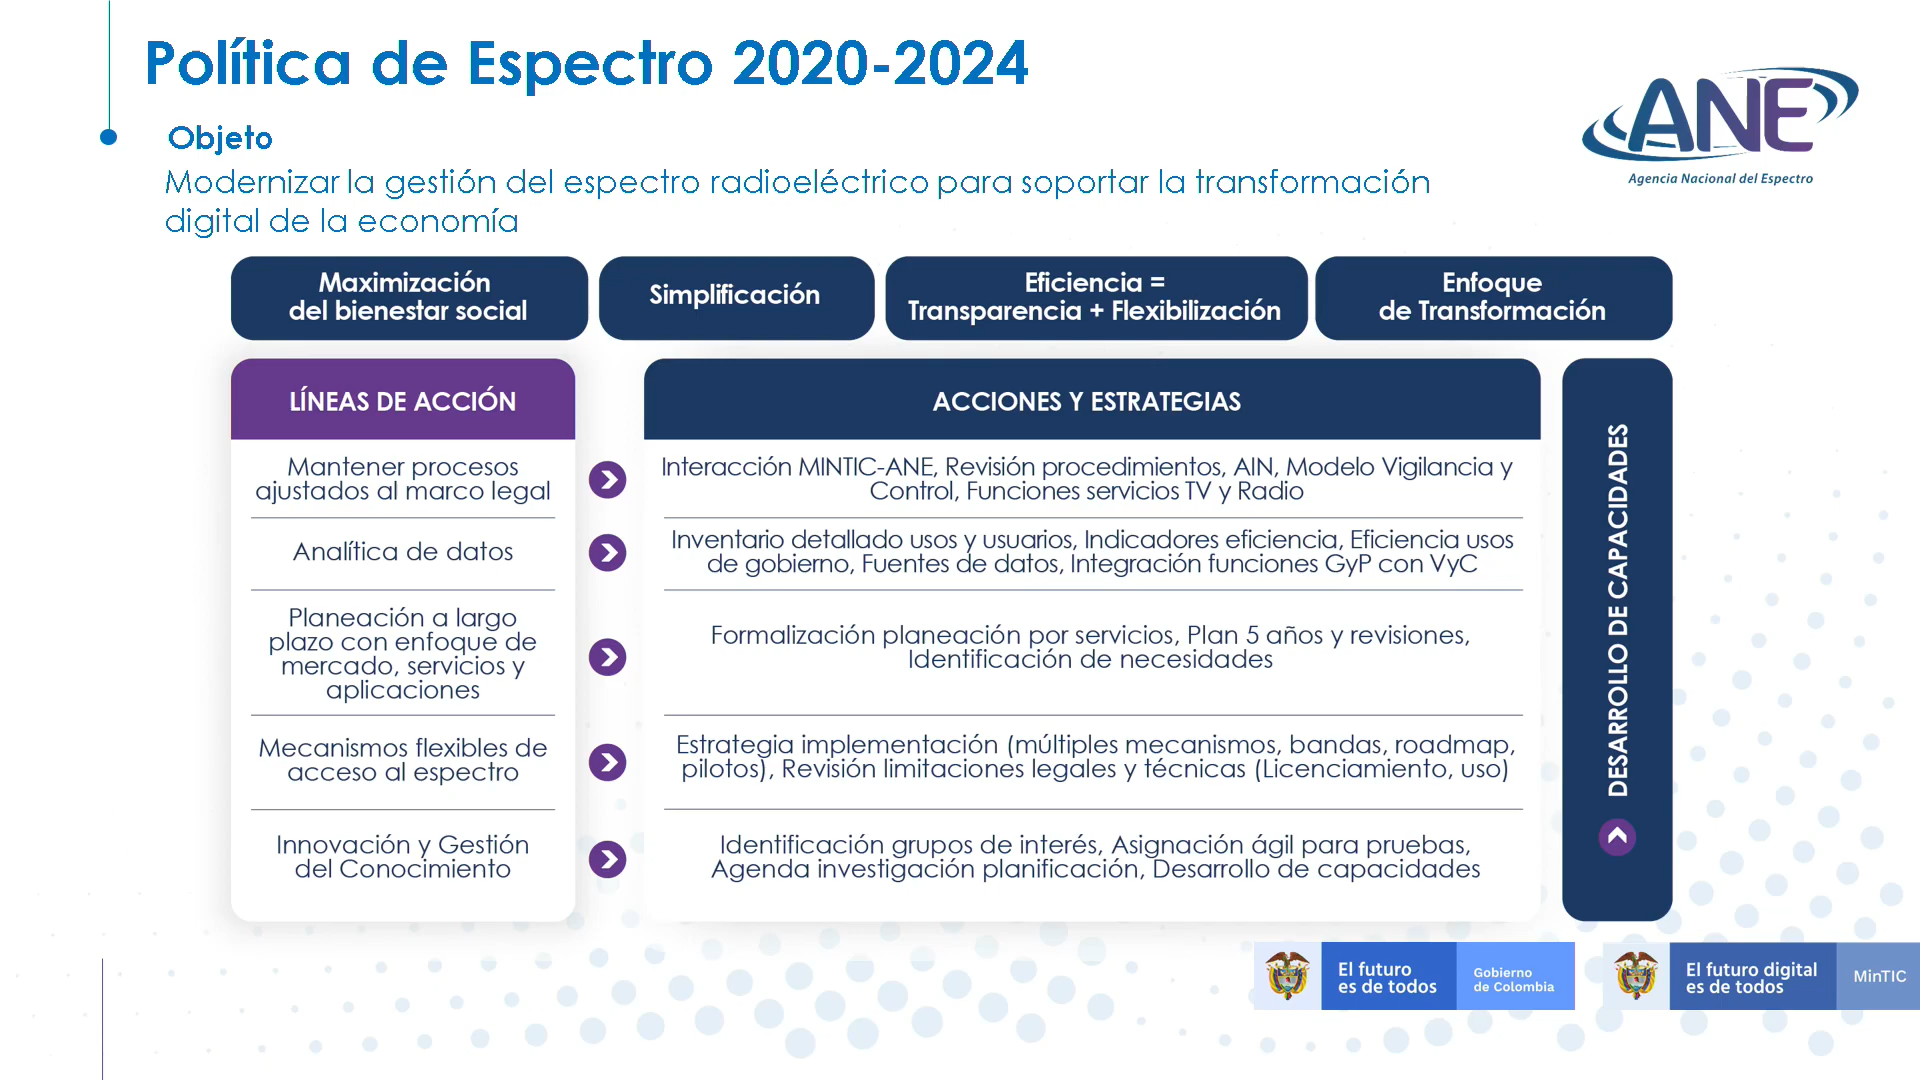 Política de Espectro 2020-2024
ANE
Agencia Nacional del Espectro
Objeto
Modernizar la gestión del espectro radioeléctrico para soportar la transformación
digital de la economía
Maximización
del bienestar social
Simplificación
Eficiencia =
Transparencia + Flexibilización
Enfoque
de Transformación
LÍNEAS DE ACCIÓN
ACCIONES Y ESTRATEGIAS
Mantener procesos
ajustados al marco legal
Interacción MINTIC-ANE, Revisión procedimientos, AIN, Modelo Vigilancia y
Control, Funciones servicios TV y Radio
Analítica de datos
Inventario detallado usos y usuarios, Indicadores eficiencia, Eficiencia usos
de gobierno, Fuentes de datos, Integración funciones GyP con VyC
Planeación a largo
plazo con enfoque de
mercado, servicios y
aplicaciones
Formalización planeación por servicios, Plan 5 años y revisiones,
Identificación de necesidades
Mecanismos flexibles de
acceso al espectro
Estrategia implementación (múltiples mecanismos, bandas, roadmap,
pilotos), Revisión limitaciones legales y técnicas (Licenciamiento, uso)
Innovación y Gestión
del Conocimiento
Identificación grupos de interés, Asignación ágil para pruebas,
Agenda investigación planificación, Desarrollo de capacidades
DESARROLLO DE CAPACIDADES
El futuro
es de todos
Gobierno
de Colombia
El futuro digital
es de todos
MinTIC